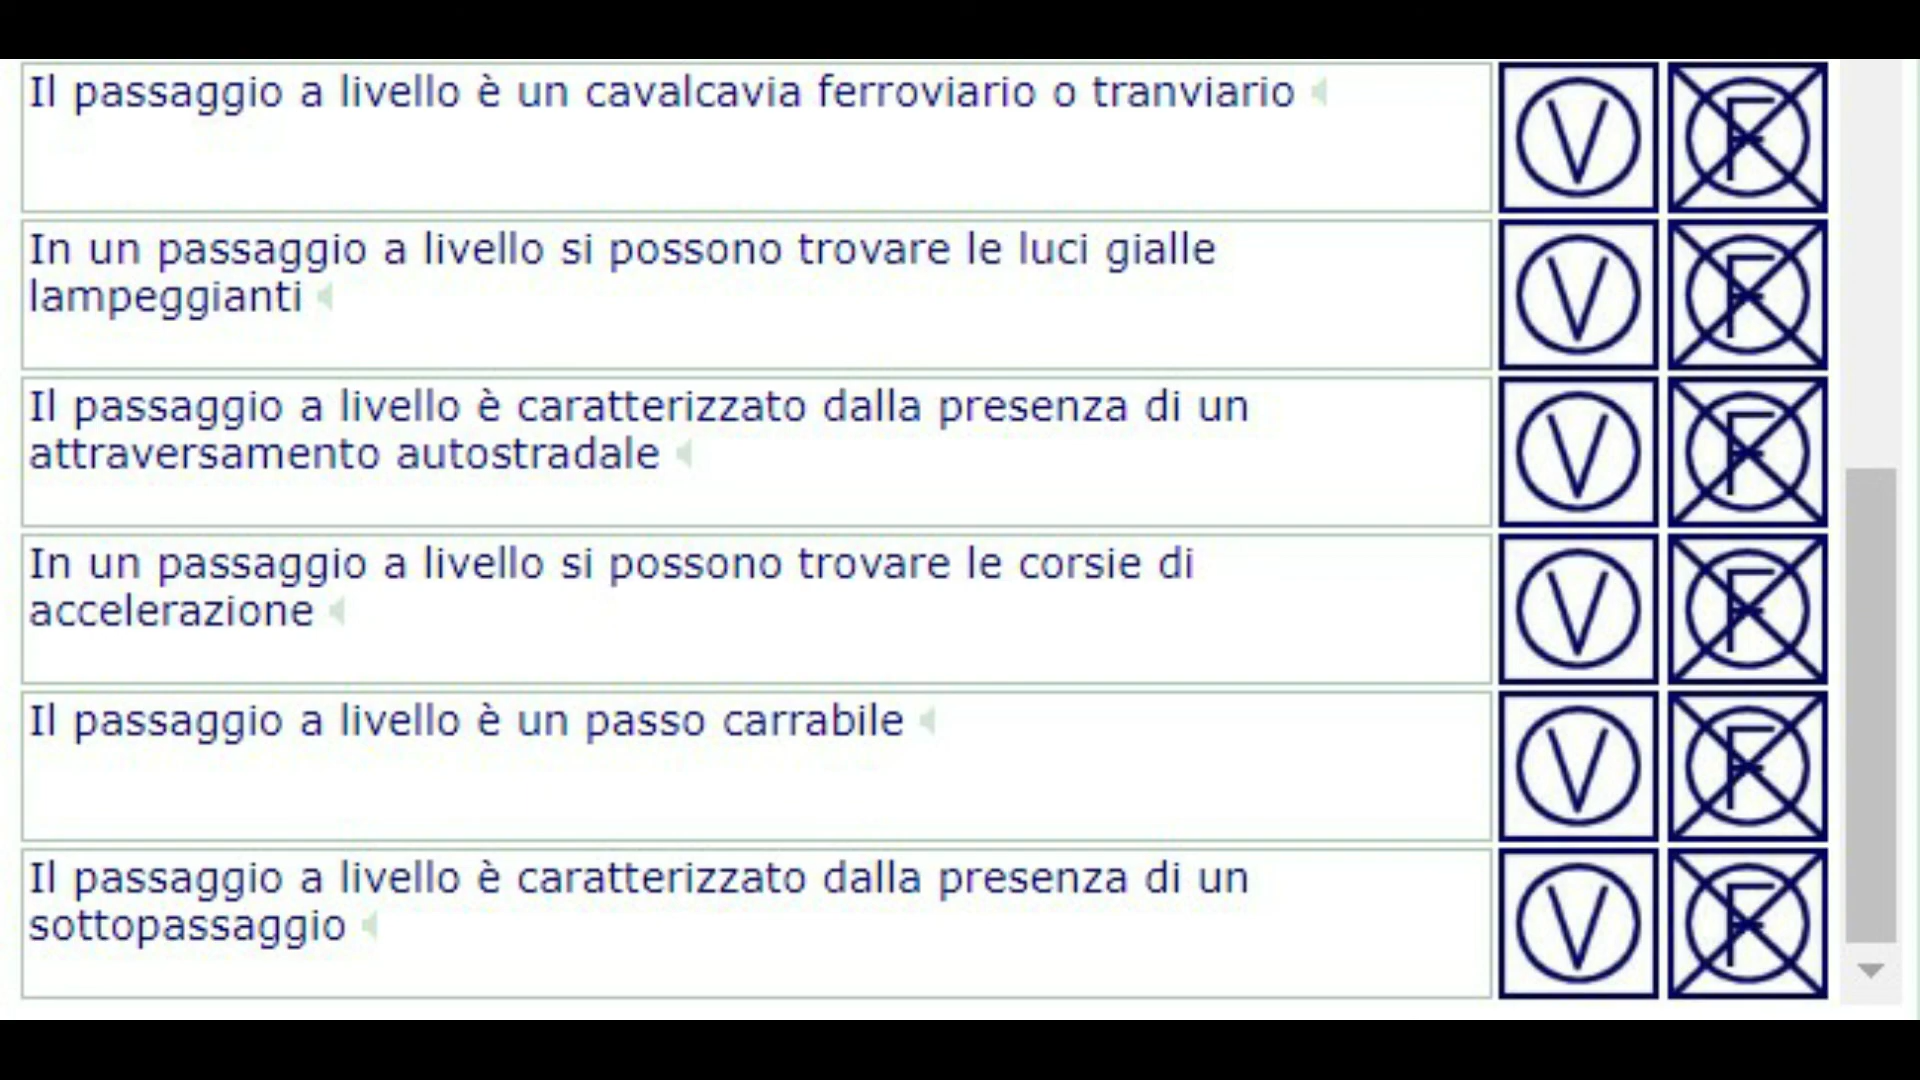 Il passaggio a livello è un cavalcavia ferroviario o tranviario
V F
In un passaggio a livello si possono trovare le luci gialle
lampeggianti
V F
Il passaggio a livello è caratterizzato dalla presenza di un
attraversamento autostradale
V F
In un passaggio a livello si possono trovare le corsie di
accelerazione
V F
Il passaggio a livello è un passo carrabile
V F
Il passaggio a livello è caratterizzato dalla presenza di un
sottopassaggio
V F